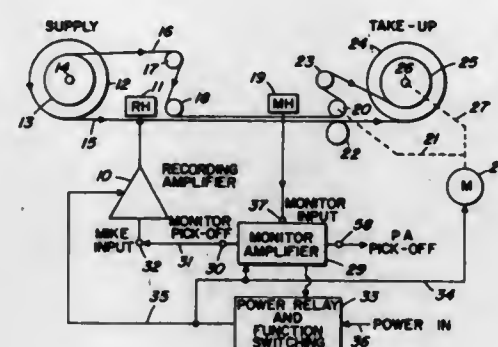 SUPPLY
TAKE-UP
16
17
14
11
12
13
RH
18
15
19
MH
23
24
25
26
20
22
27
21
10
RECORDING
AMPLIFIER
37
MONITOR
INPUT
M
MONITOR
PICK-OFF
MIKE
INPUT
32
31
30
MONITOR
AMPLIFIER
29
58
PA
PICK-OFF
35
33
34
POWER RELAY
AND
FUNCTION
SWITCHING
POWER IN
36